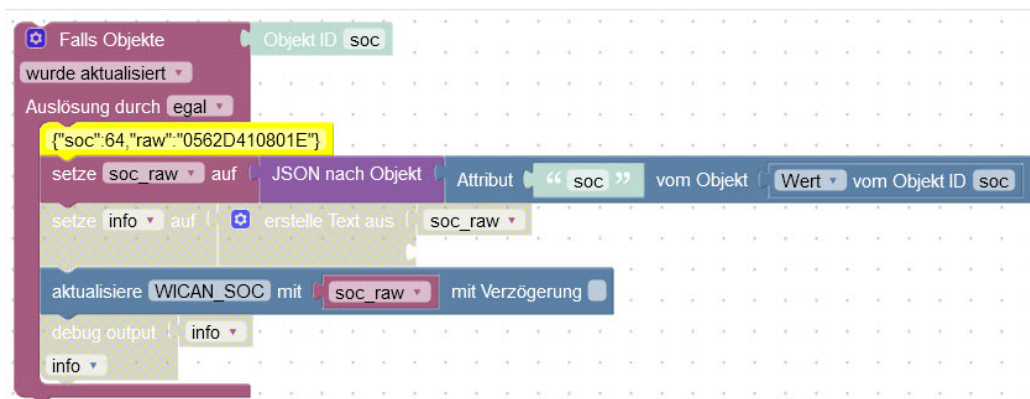 Falls Objekte Objekt ID soc
wurde aktualisiert
Auslösung durch egal
{"soc":64,"raw":"0562D410801E"}
setze soc_raw auf JSON nach Objekt Attribut “ soc ” vom Objekt Wert vom Objekt ID soc
setze info auf erstelle Text aus soc_raw
aktualisiere WICAN_SOC mit soc_raw mit Verzögerung
debug output info
info